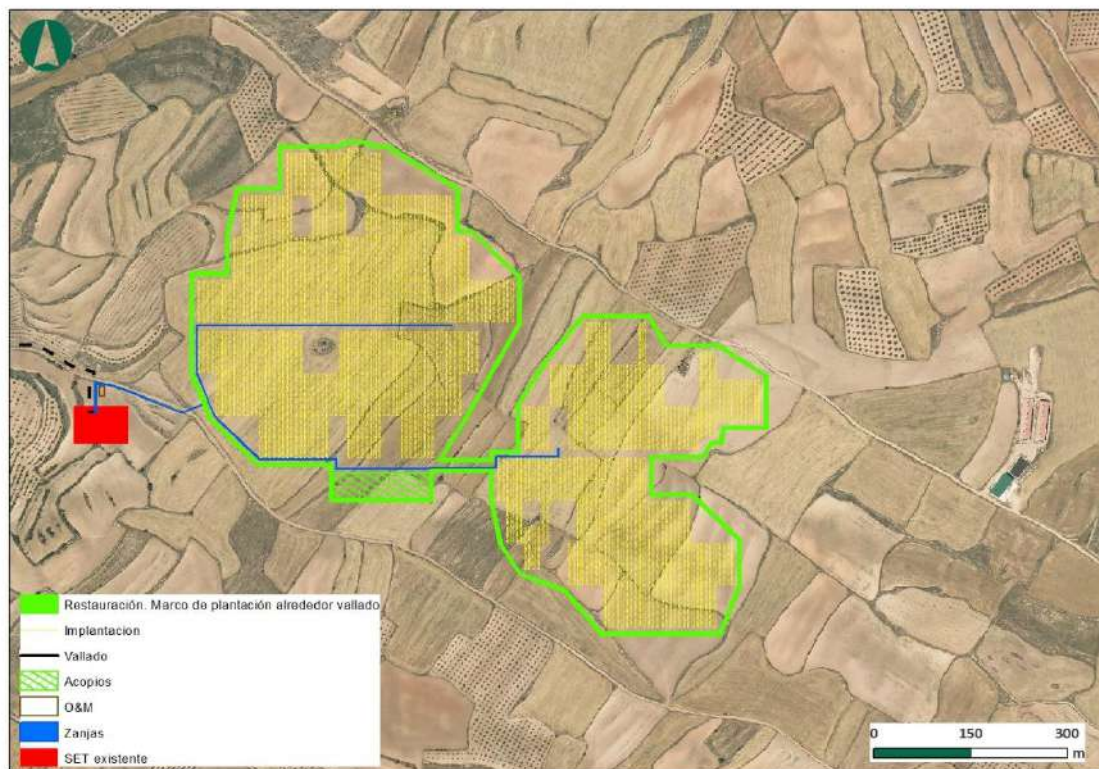 Restauración. Marco de plantación alrededor vallado
Implantacion
Vallado
Acopios
O&M
Zanjas
SET existente
0 150 300
m